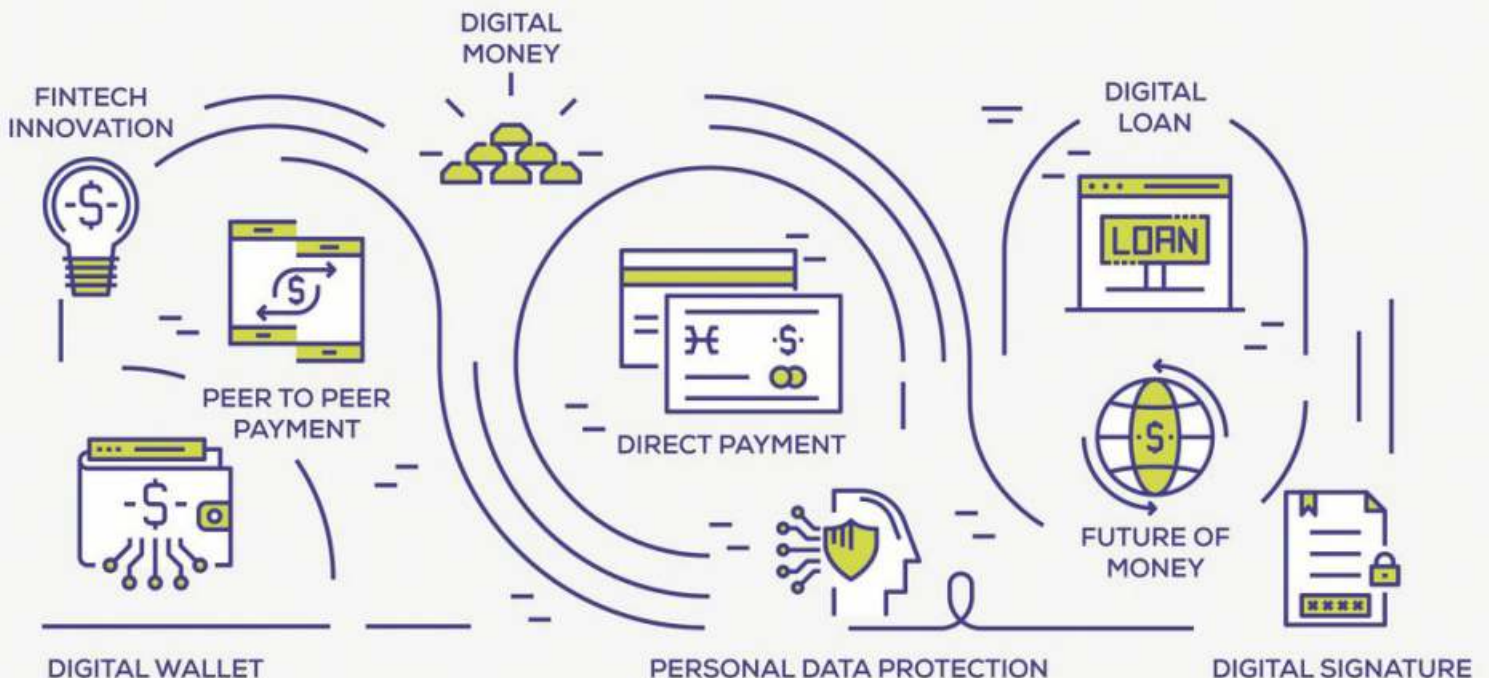 DIGITAL
MONEY
FINTECH
INNOVATION
DIGITAL
LOAN
$
$
LOAN
$
PEER TO PEER
PAYMENT
DIRECT PAYMENT
$
$
FUTURE OF
MONEY
××××
DIGITAL WALLET
PERSONAL DATA PROTECTION
DIGITAL SIGNATURE